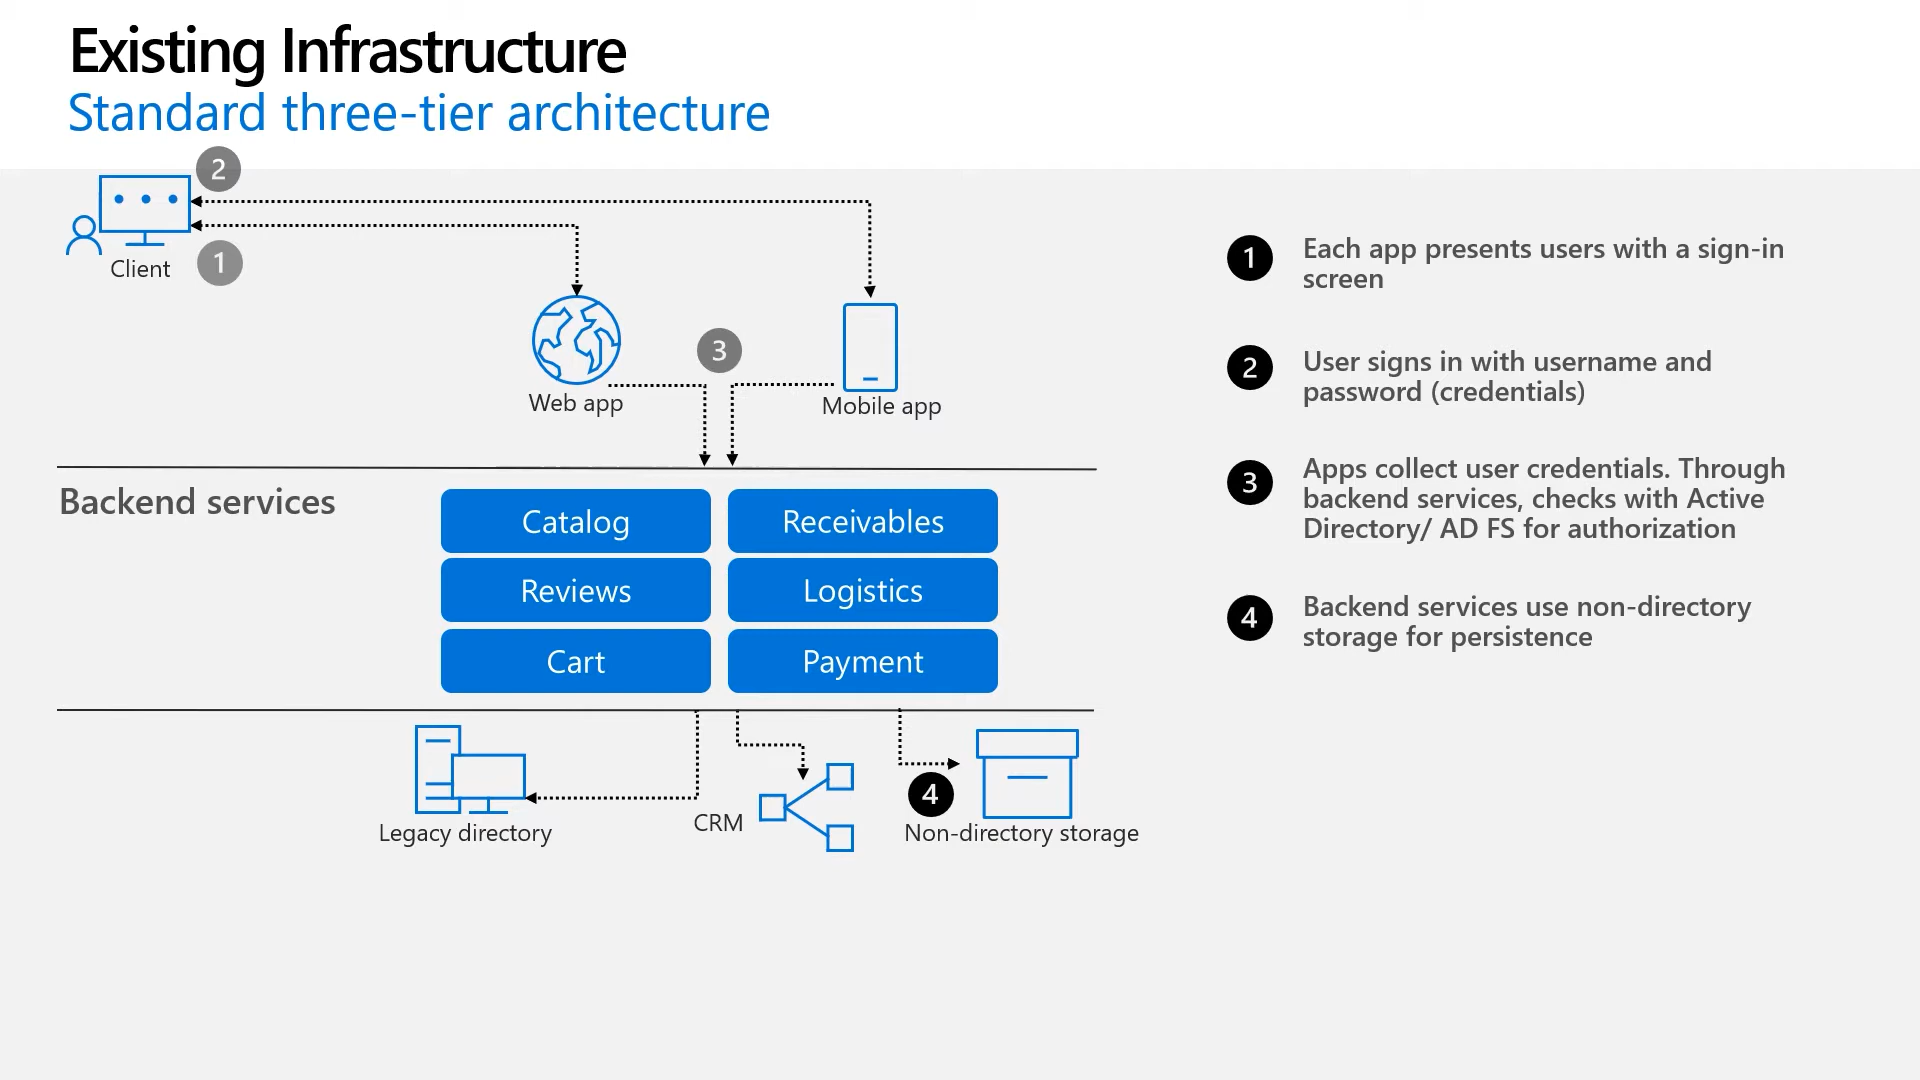 Existing Infrastructure
Standard three-tier architecture
2
1
Client
Web app
3
Mobile app
Backend services
Catalog
Receivables
Reviews
Logistics
Cart
Payment
Legacy directory
CRM
4
Non-directory storage
1
Each app presents users with a sign-in
screen
2
User signs in with username and
password (credentials)
3
Apps collect user credentials. Through
backend services, checks with Active
Directory/ AD FS for authorization
4
Backend services use non-directory
storage for persistence